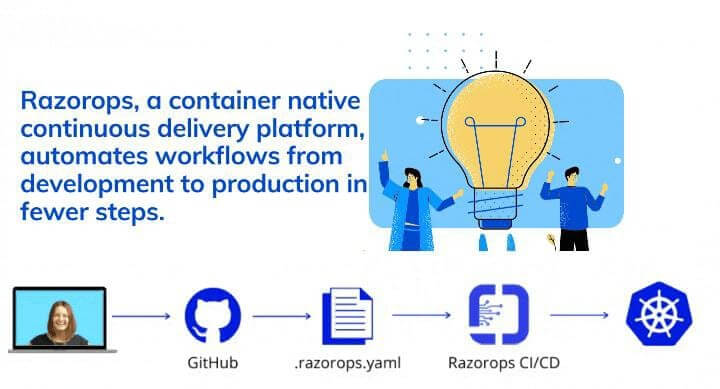 Razorops, a container native
continuous delivery platform,
automates workflows from
development to production in
fewer steps.
GitHub
.razorops.yaml
Razorops CI/CD